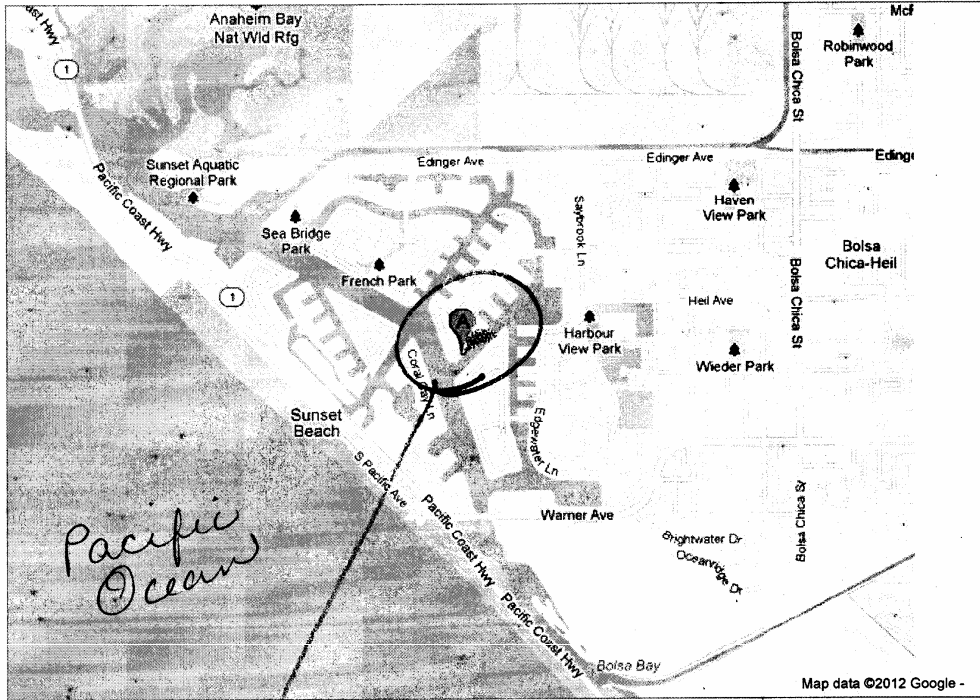 Anaheim Bay
Nat Wld Rfg
McF
Robinwood
Park
ast Hwy
1
Bolsa Chica St
Edinger Ave
Edinger Ave
Edinge
Sunset Aquatic
Regional Park
Pacific Coast Hwy
Haven
View Park
Saybrook Ln
Sea Bridge
Park
Bolsa
Chica-Heil
French Park
1
Bolsa Chica St
Heil Ave
A
Harbour
View Park
Wieder Park
Coral Cay Ln
Sunset
Beach
Edgewater Ln
S Pacific Ave
Pacific Coast Hwy
Warner Ave
Bolsa Chica St
Pacific
Ocean
Brightwater Dr
Oceanridge Dr
Pacific Coast Hwy
Bolsa Bay
Map data ©2012 Google -